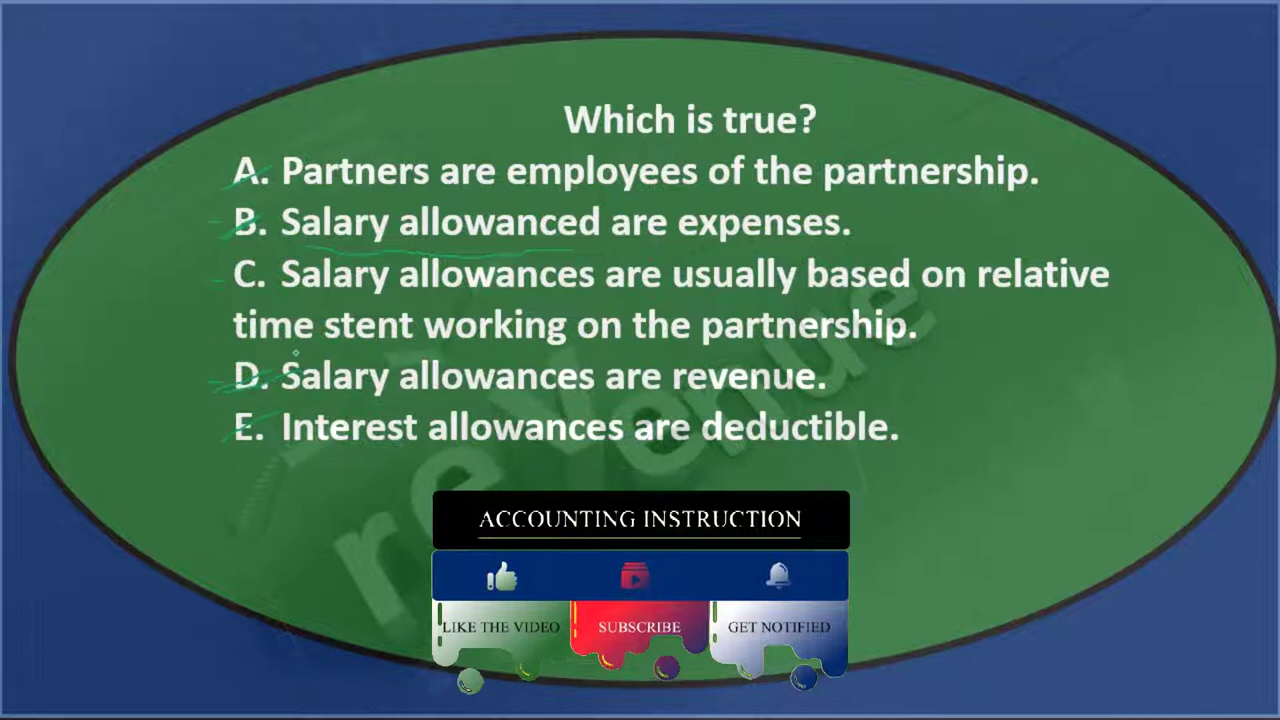 Which is true?
A. Partners are employees of the partnership.
B. Salary allowanced are expenses.
C. Salary allowances are usually based on relative
time stent working on the partnership.
D. Salary allowances are revenue.
E. Interest allowances are deductible.
revenue
ACCOUNTING INSTRUCTION
LIKE THE VIDEO SUBSCRIBE GET NOTIFIED